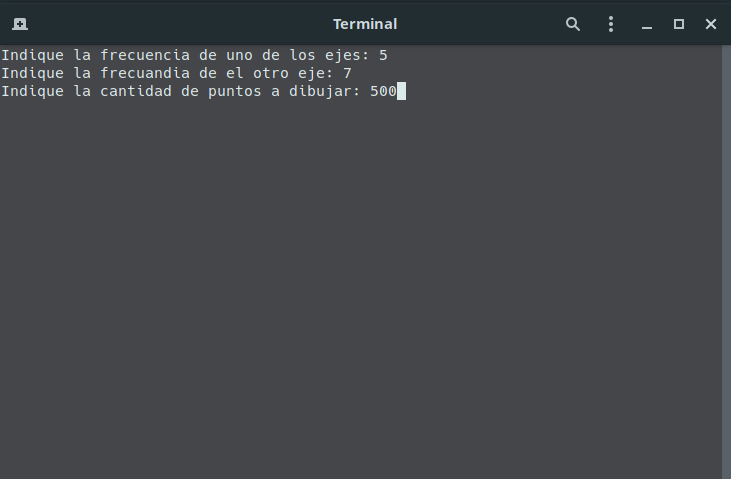 Terminal
Indique la frecuencia de uno de los ejes: 5
Indique la frecuandia de el otro eje: 7
Indique la cantidad de puntos a dibujar: 500